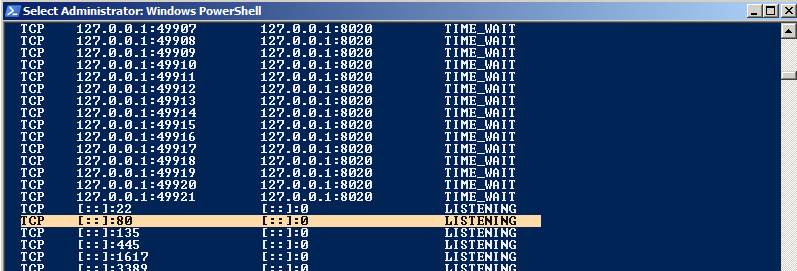 Select Administrator: Windows PowerShell
TCP 127.0.0.1:49907 127.0.0.1:8020 TIME_WAIT
TCP 127.0.0.1:49908 127.0.0.1:8020 TIME_WAIT
TCP 127.0.0.1:49909 127.0.0.1:8020 TIME_WAIT
TCP 127.0.0.1:49910 127.0.0.1:8020 TIME_WAIT
TCP 127.0.0.1:49911 127.0.0.1:8020 TIME_WAIT
TCP 127.0.0.1:49912 127.0.0.1:8020 TIME_WAIT
TCP 127.0.0.1:49913 127.0.0.1:8020 TIME_WAIT
TCP 127.0.0.1:49914 127.0.0.1:8020 TIME_WAIT
TCP 127.0.0.1:49915 127.0.0.1:8020 TIME_WAIT
TCP 127.0.0.1:49916 127.0.0.1:8020 TIME_WAIT
TCP 127.0.0.1:49917 127.0.0.1:8020 TIME_WAIT
TCP 127.0.0.1:49918 127.0.0.1:8020 TIME_WAIT
TCP 127.0.0.1:49919 127.0.0.1:8020 TIME_WAIT
TCP 127.0.0.1:49920 127.0.0.1:8020 TIME_WAIT
TCP 127.0.0.1:49921 127.0.0.1:8020 TIME_WAIT
TCP [::]:22 [::]:0 LISTENING
TCP [::]:80 [::]:0 LISTENING
TCP [::]:135 [::]:0 LISTENING
TCP [::]:445 [::]:0 LISTENING
TCP [::]:1617 [::]:0 LISTENING
TCP [::]:3389 [::]:0 LISTENING